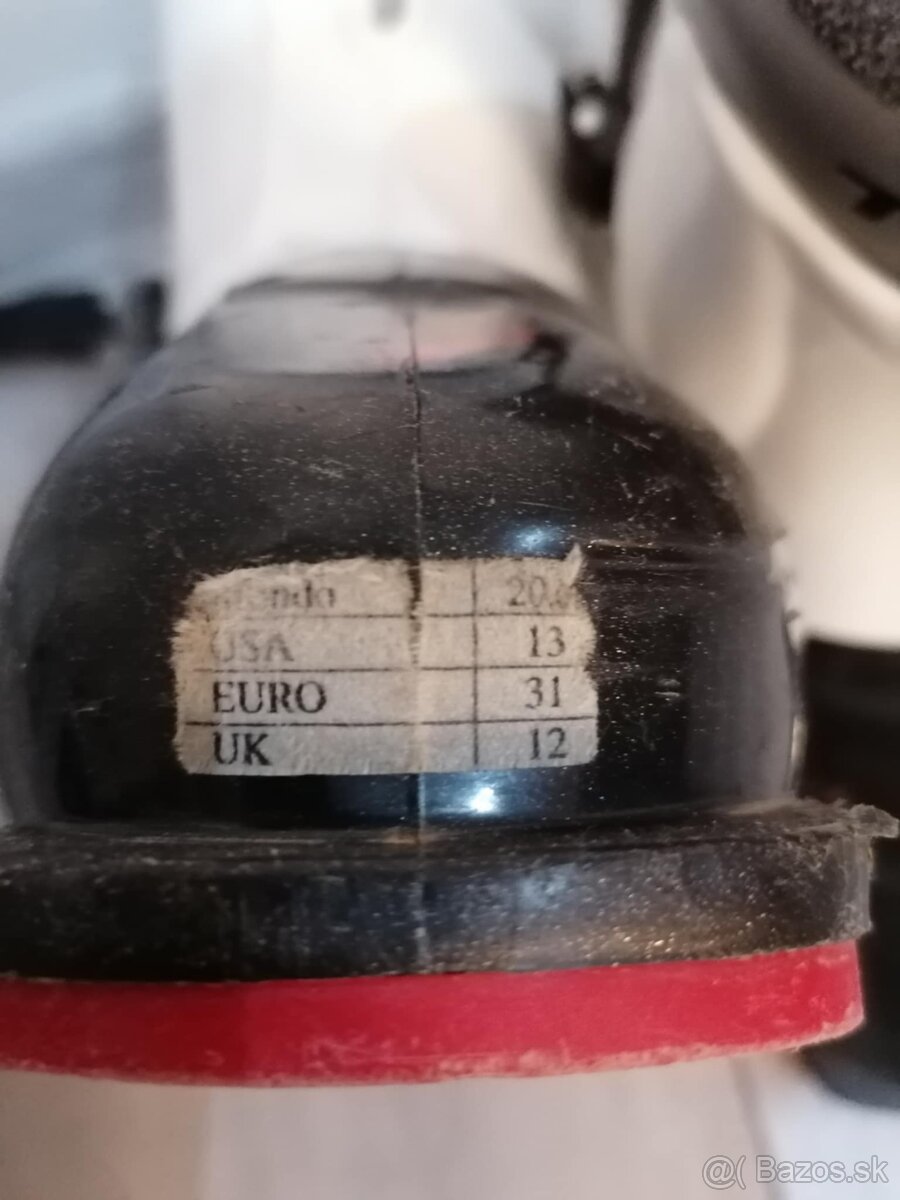 USA 13
EURO 31
UK 12
@( Bazos.sk